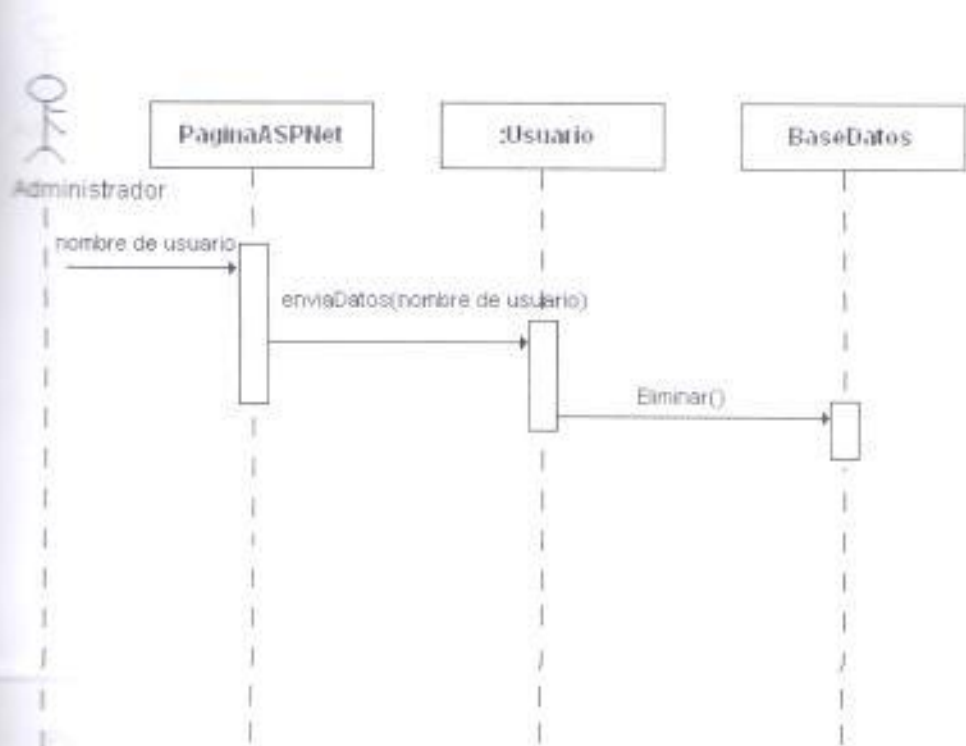 PaginaASPNet
:Usuario
BaseDatos
Administrador
nombre de usuario
enviaDatos(nombre de usuario)
Eliminar()